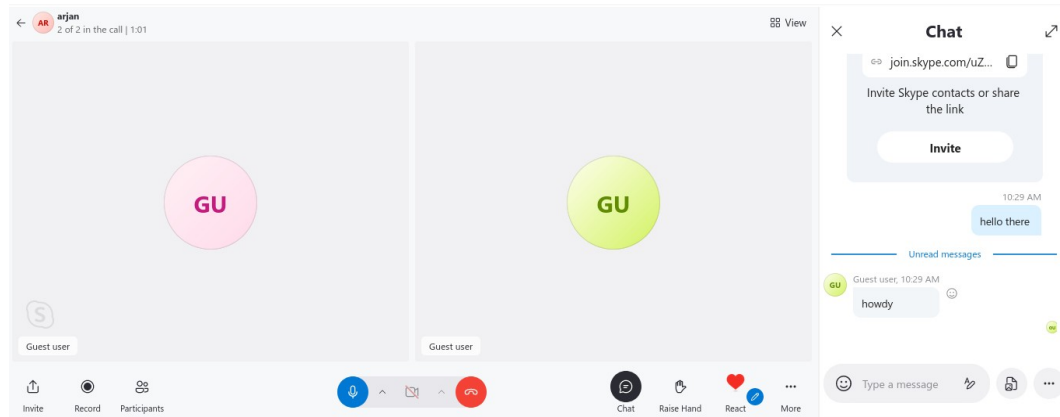 AR
arjan
2 of 2 in the call | 1:01
View
GU
Guest user
GU
Guest user
Invite
Record
Participants
Chat
Raise Hand
React
More
Chat
join.skype.com/uZ...
Invite Skype contacts or share
the link
Invite
10:29 AM
hello there
Unread messages
GU
Guest user, 10:29 AM
howdy
GU
Type a message